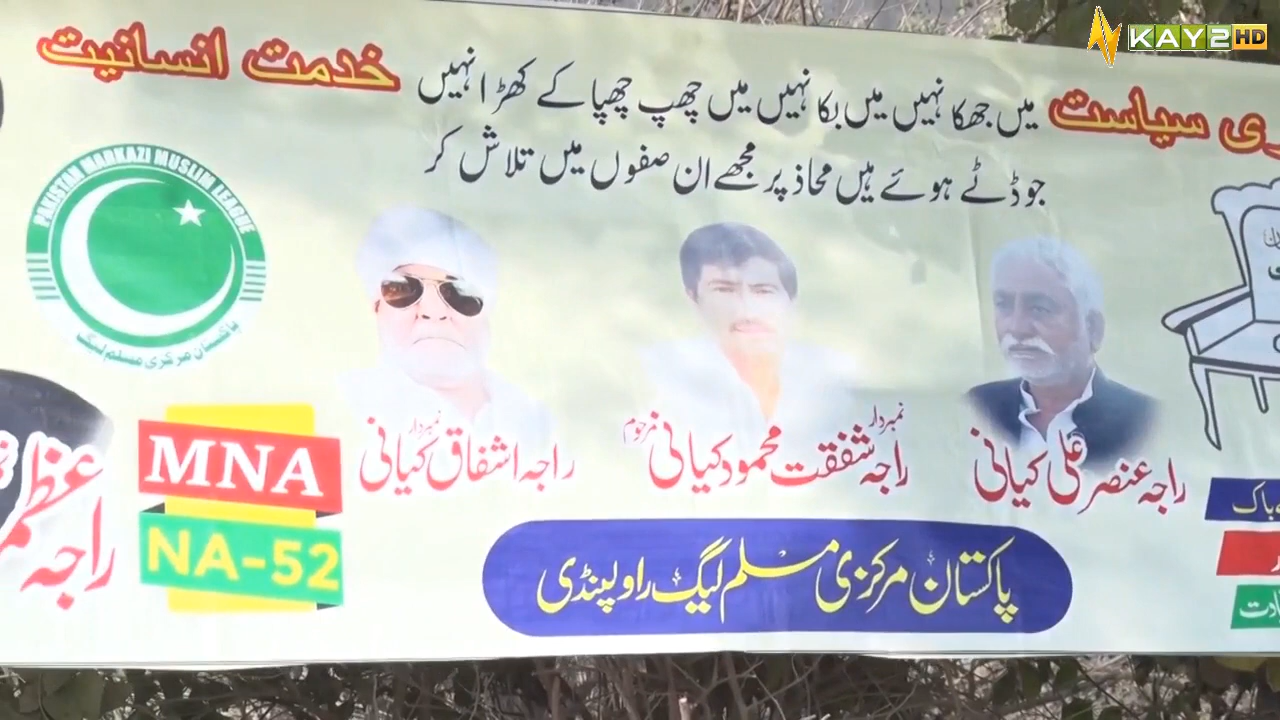 KAY2 HD
سیاست
خدمت انسانیت
میں جھکا نہیں میں بکا نہیں میں چھپ چھپا کے کھڑا نہیں
جو ڈٹے ہوئے ہیں محاذ پر مجھے ان صفوں میں تلاش کر
PAKISTAN MARKAZI MUSLIM LEAGUE
پاکستان مرکزی مسلم لیگ
راجہ عنصر علی کیانی
نمبردار
راجہ شفقت محمود کیانی مرحوم
نمبردار
راجہ اشفاق کیانی
MNA
NA-52
راجہ
پاکستان مرکزی مسلم لیگ راولپنڈی